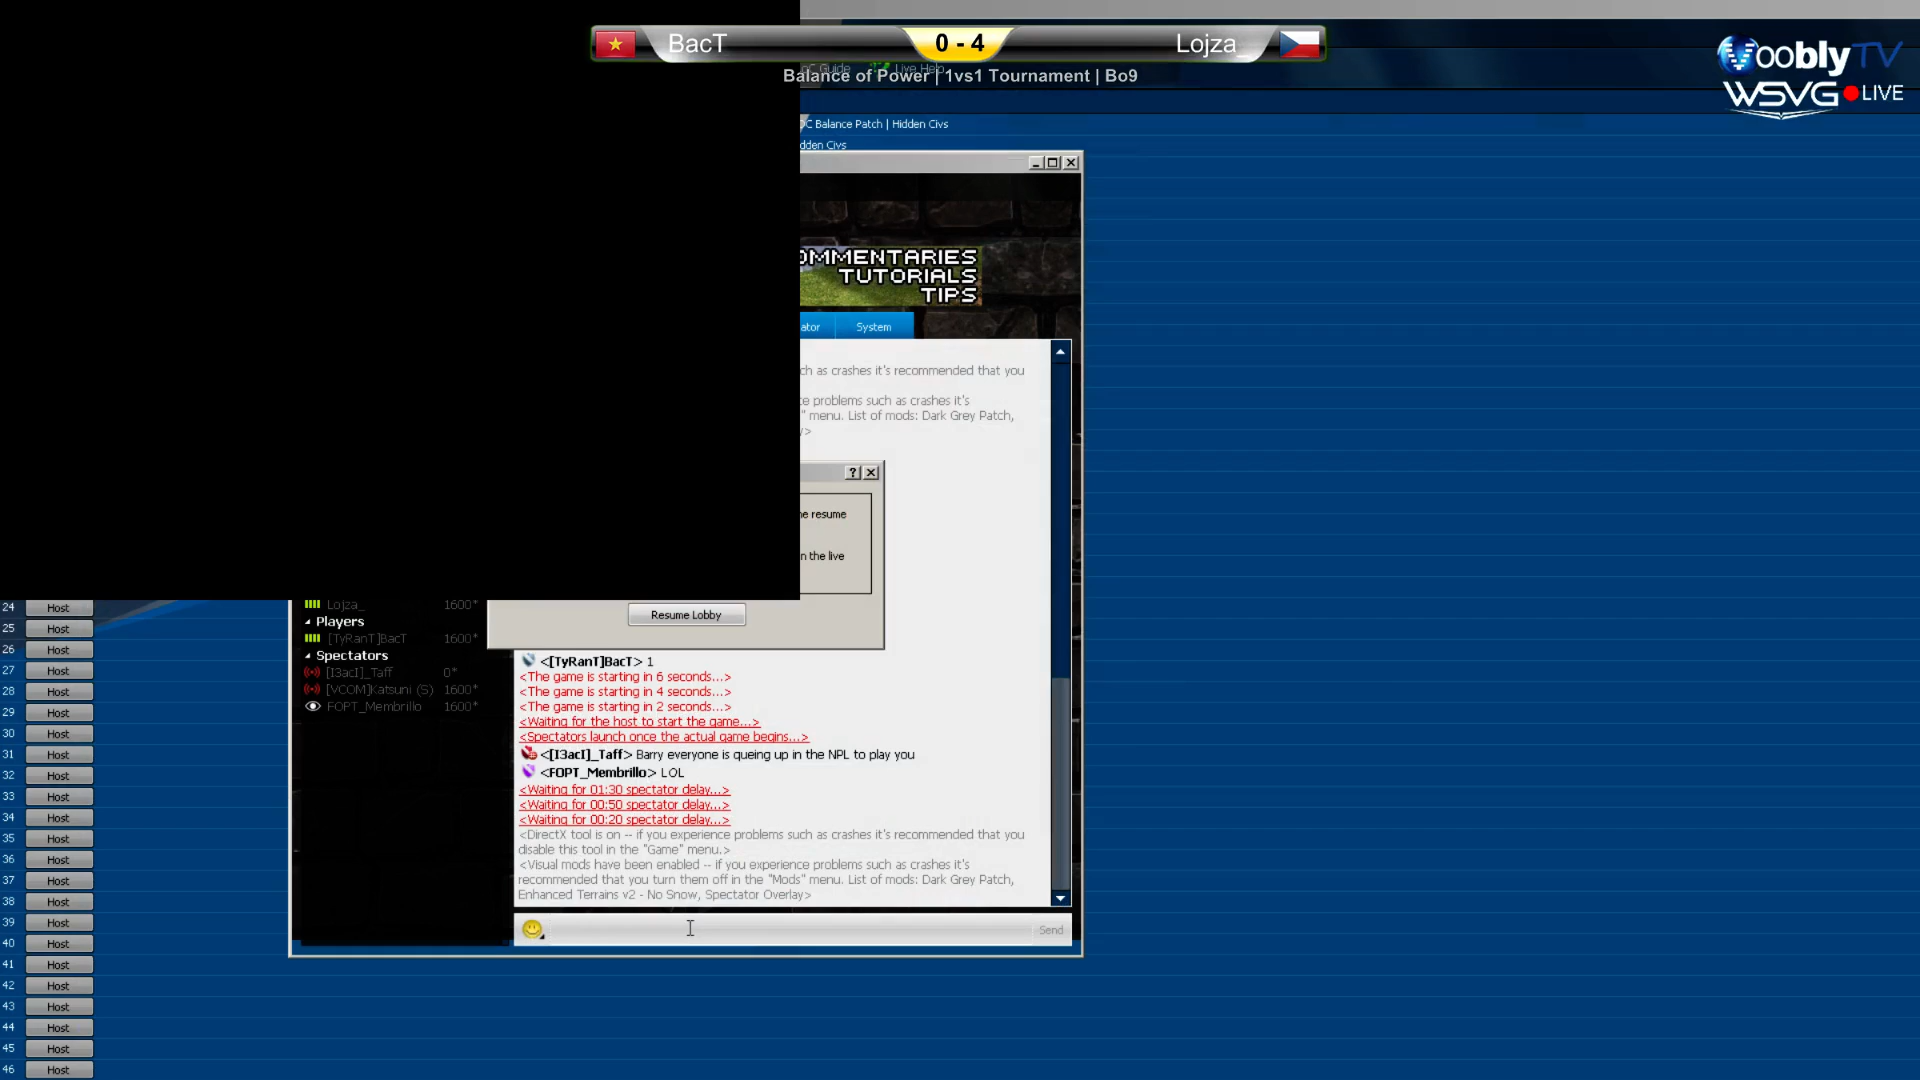 BacT 0 - 4 Lojza_
Balance of Power | 1vs1 Tournament | Bo9
Guide Live Help
VooblyTV
WSVG LIVE
C Balance Patch | Hidden Civs
dden Civs
OMMENTARIES
TUTORIALS
TIPS
ator System
ch as crashes it's recommended that you
ce problems such as crashes it's
" menu. List of mods: Dark Grey Patch,
y>
he resume
n the live
Resume Lobby
Lojza_ 1600*
Players
[TyRanT]BacT 1600*
Spectators
[I3acI]_Taff 0*
[VCOM]Katsuni (S) 1600*
FOPT_Membrillo 1600*
<[TyRanT]BacT> 1
<The game is starting in 6 seconds...>
<The game is starting in 4 seconds...>
<The game is starting in 2 seconds...>
<Waiting for the host to start the game...>
<Spectators launch once the actual game begins...>
<[I3acI]_Taff> Barry everyone is queing up in the NPL to play you
<FOPT_Membrillo> LOL
<Waiting for 01:30 spectator delay...>
<Waiting for 00:50 spectator delay...>
<Waiting for 00:20 spectator delay...>
<DirectX tool is on -- if you experience problems such as crashes it's recommended that you
disable this tool in the "Game" menu.>
<Visual mods have been enabled -- if you experience problems such as crashes it's
recommended that you turn them off in the "Mods" menu. List of mods: Dark Grey Patch,
Enhanced Terrains v2 - No Snow, Spectator Overlay>
Send
24 Host
25 Host
26 Host
27 Host
28 Host
29 Host
30 Host
31 Host
32 Host
33 Host
34 Host
35 Host
36 Host
37 Host
38 Host
39 Host
40 Host
41 Host
42 Host
43 Host
44 Host
45 Host
46 Host